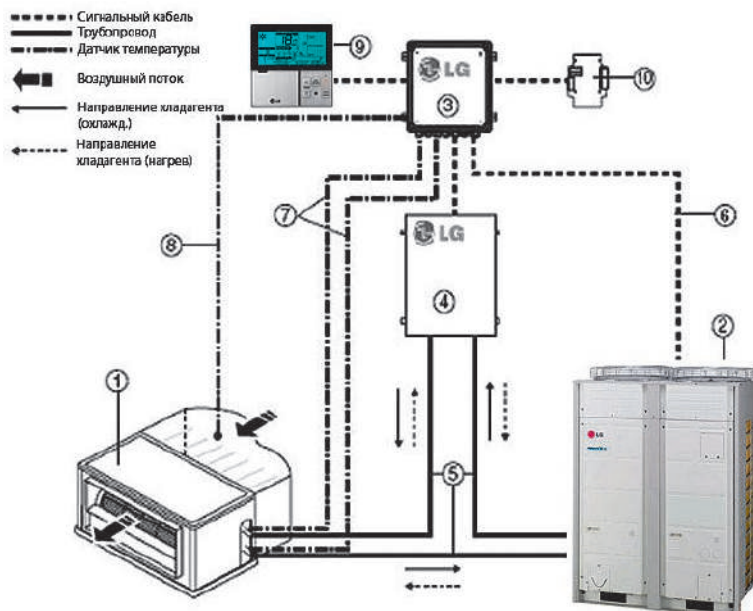 Сигнальный кабель
Трубопровод
Датчик температуры
Воздушный поток
Направление хладагента
(охлажд.)
Направление
хладагента (нагрев)
9
LG
3
10
7
6
8
LG
4
2
1
LG
5